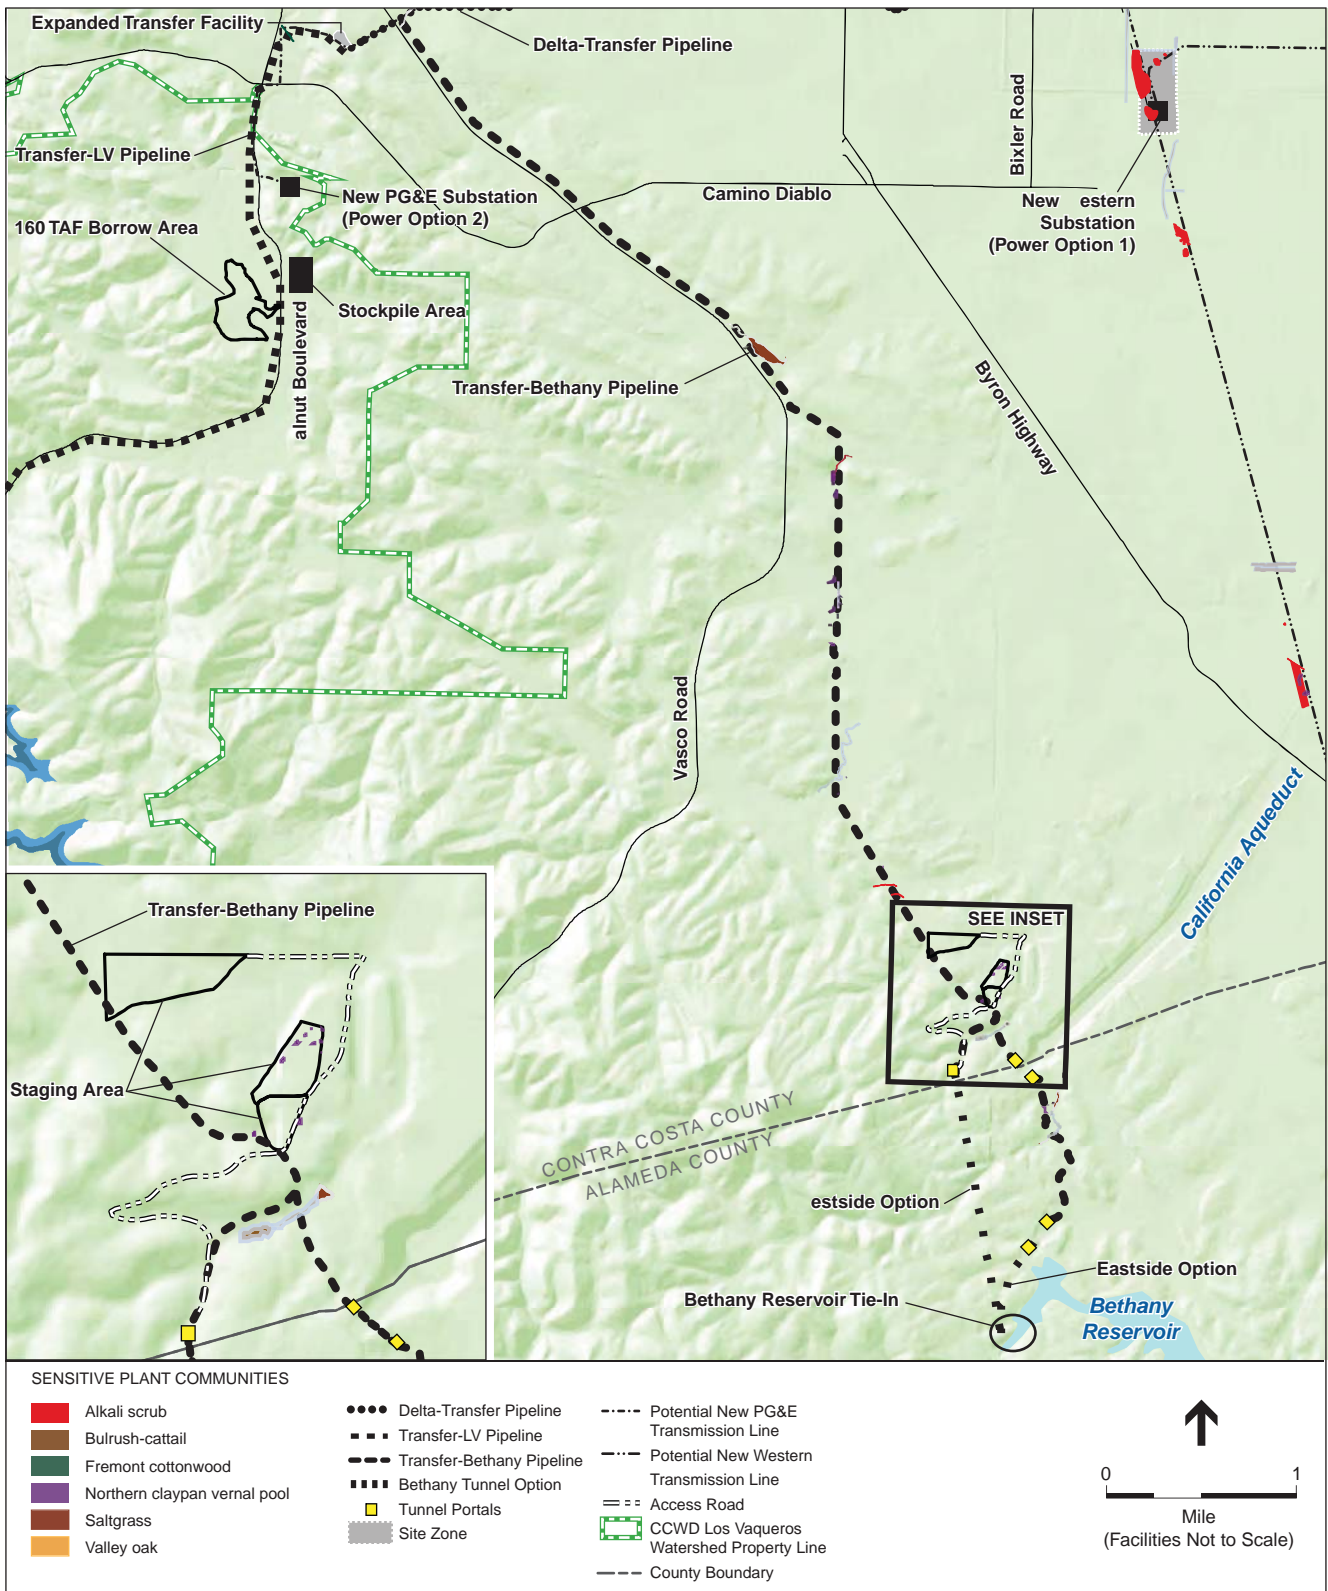 Expanded Transfer Facility
Delta-Transfer Pipeline
Bixler Road
Transfer-LV Pipeline
New PG&E Substation
(Power Option 2)
Camino Diablo
New estern
Substation
(Power Option 1)
160 TAF Borrow Area
Stockpile Area
alnut Boulevard
Transfer-Bethany Pipeline
Byron Highway
Vasco Road
California Aqueduct
SEE INSET
Transfer-Bethany Pipeline
Staging Area
CONTRA COSTA COUNTY
ALAMEDA COUNTY
estside Option
Eastside Option
Bethany Reservoir Tie-In
Bethany
Reservoir
SENSITIVE PLANT COMMUNITIES
Alkali scrub
Bulrush-cattail
Fremont cottonwood
Northern claypan vernal pool
Saltgrass
Valley oak
Delta-Transfer Pipeline
Transfer-LV Pipeline
Transfer-Bethany Pipeline
Bethany Tunnel Option
Tunnel Portals
Site Zone
Potential New PG&E
Transmission Line
Potential New Western
Transmission Line
Access Road
CCWD Los Vaqueros
Watershed Property Line
County Boundary
0 1
Mile
(Facilities Not to Scale)